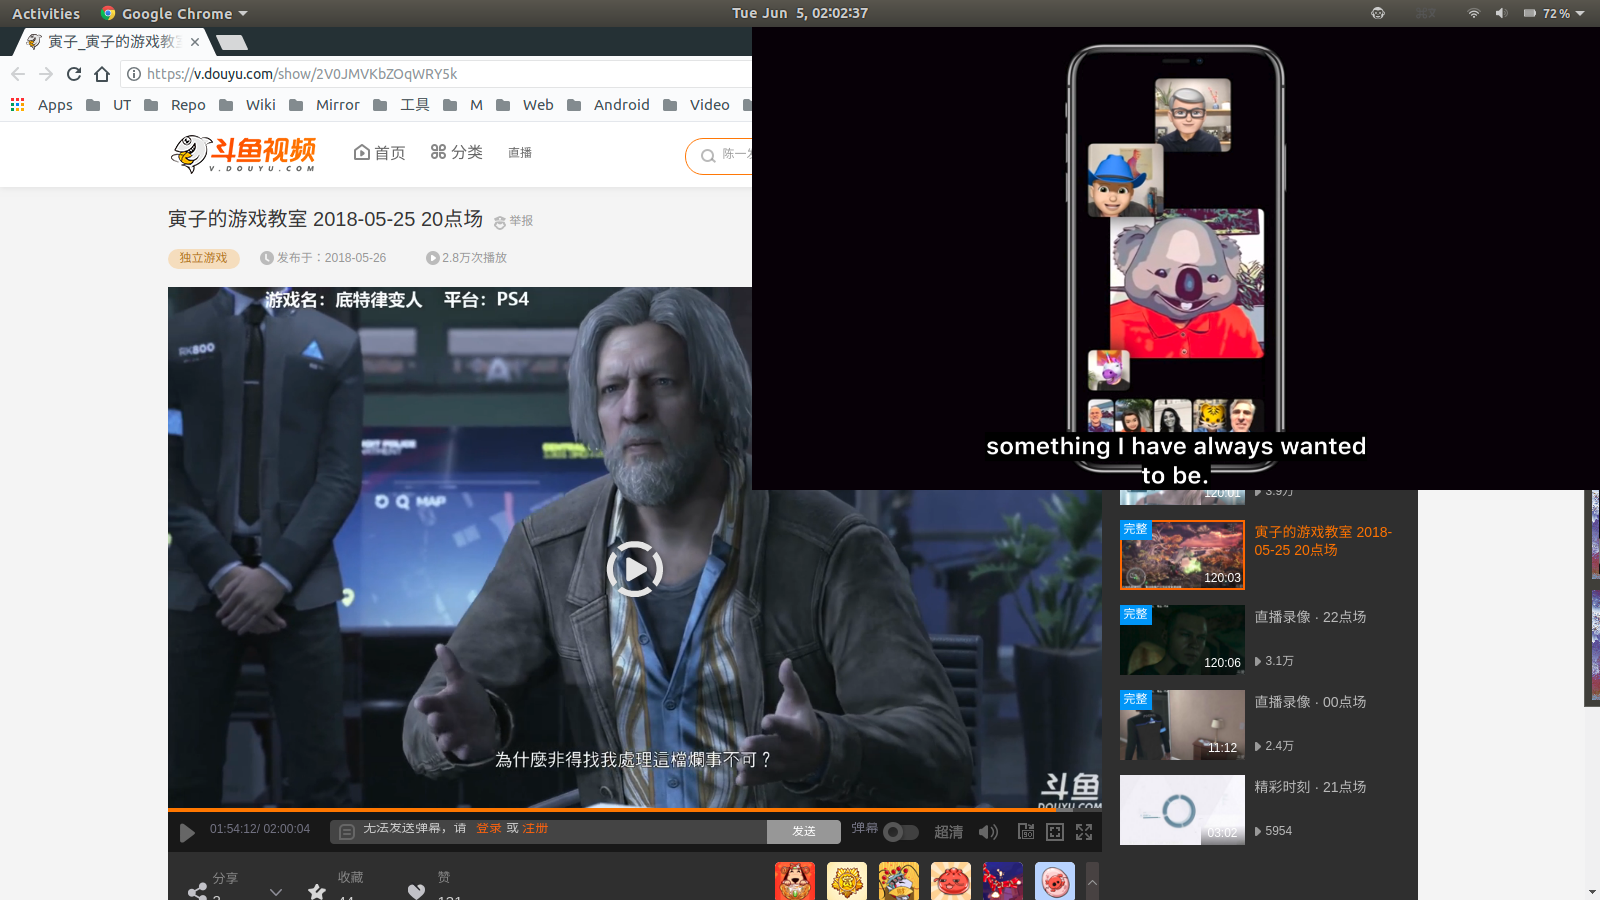 Activities Google Chrome Tue Jun 5, 02:02:37 72 %
寅子_寅子的游戏教
https://v.douyu.com/show/2V0JMVKbZOqWRY5k
Apps UT Repo Wiki Mirror 工具 M Web Android Video
斗鱼视频
V.DOUYU.COM
首页 分类 直播
陈一发
寅子的游戏教室 2018-05-25 20点场 举报
独立游戏 发布于：2018-05-26 2.8万次播放
游戏名：底特律变人 平台：PS4
RK800
MAP
為什麼非得找我處理這檔爛事不可？
斗鱼
DOUYU.COM
something I have always wanted
to be.
120:01 3.9万
完整
寅子的游戏教室 2018-
05-25 20点场
120:03
完整
直播录像 · 22点场
120:06 3.1万
完整
直播录像 · 00点场
11:12 2.4万
精彩时刻 · 21点场
03:02 5954
01:54:12/ 02:00:04 无法发送弹幕，请 登录 或 注册 发送 弹幕 超清
分享 收藏 赞